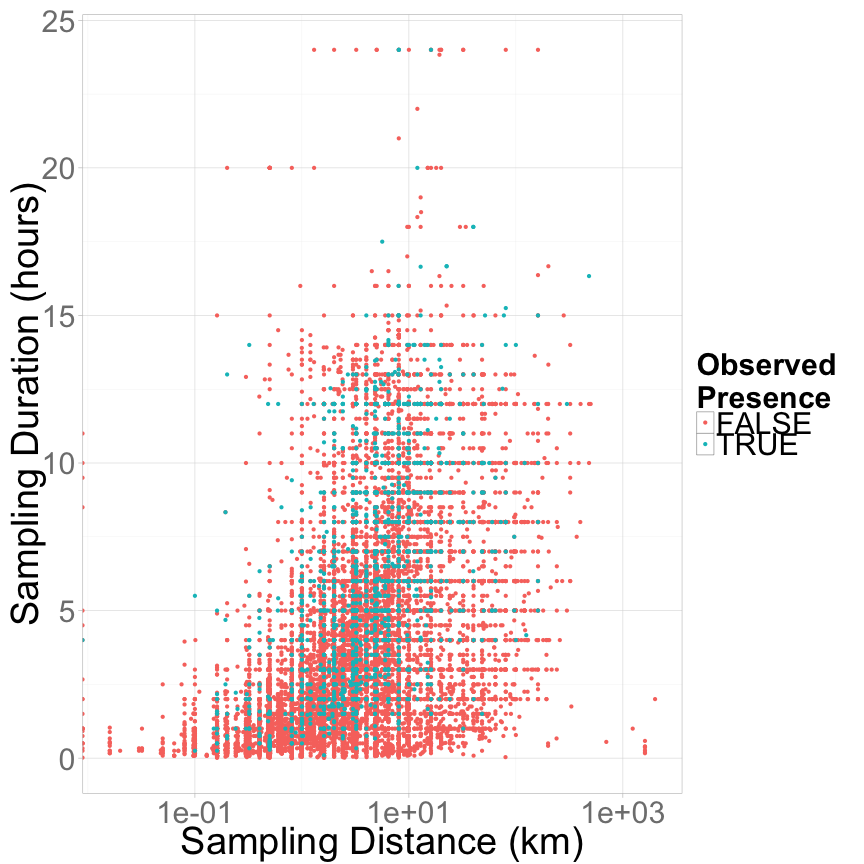 25
20
15
10
5
0
Sampling Duration (hours)
1e-01
1e+01
1e+03
Sampling Distance (km)
Observed
Presence
FALSE
TRUE